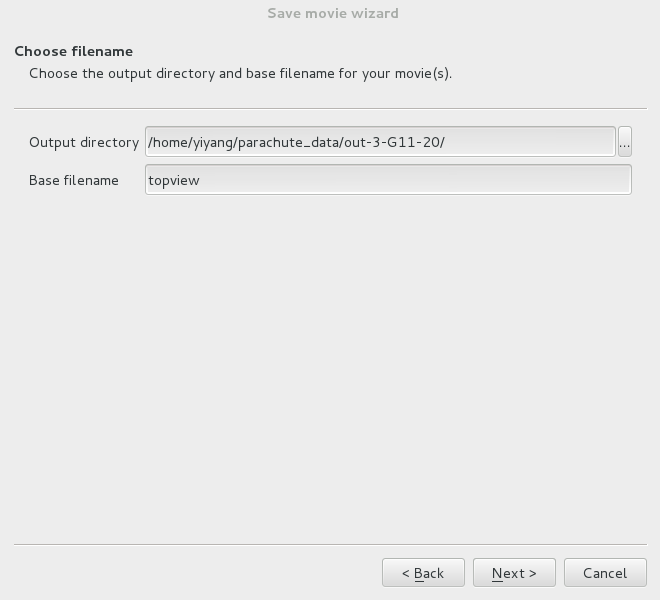 Save movie wizard
Choose filename
Choose the output directory and base filename for your movie(s).
Output directory /home/yiyang/parachute_data/out-3-G11-20/ ...
Base filename topview
< Back Next > Cancel